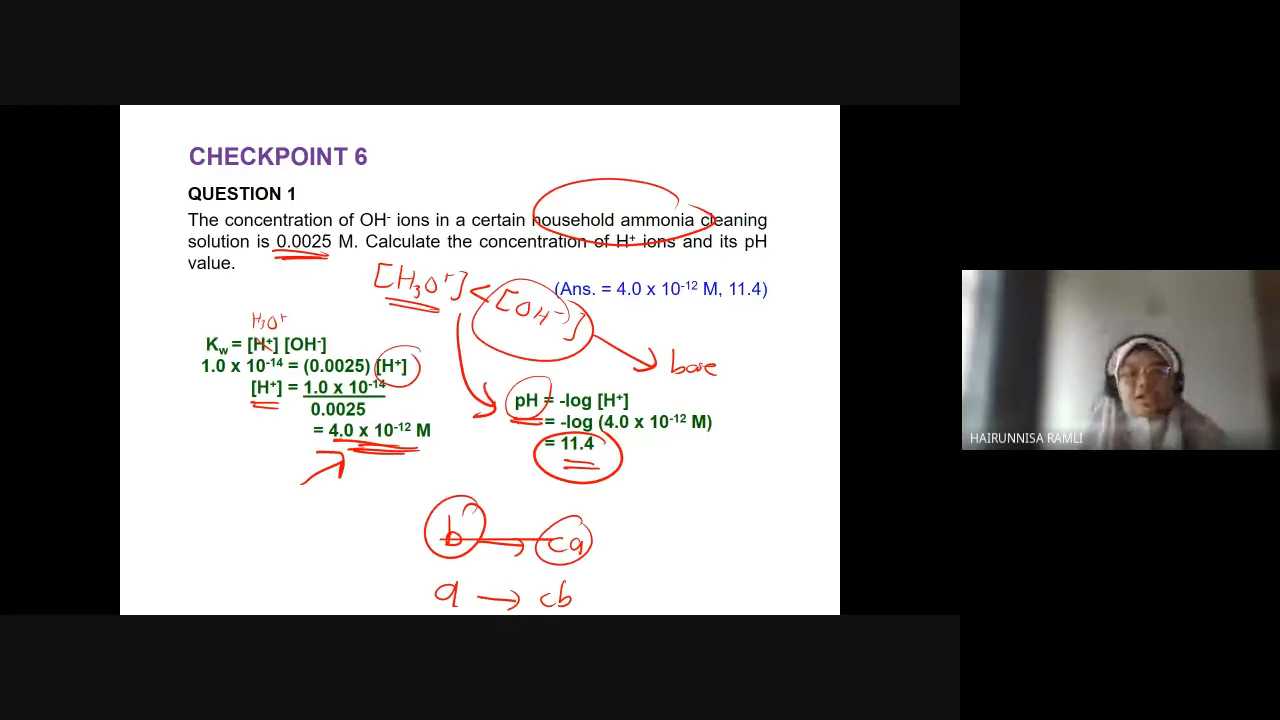 CHECKPOINT 6
QUESTION 1
The concentration of OH⁻ ions in a certain household ammonia cleaning
solution is 0.0025 M. Calculate the concentration of H⁺ ions and its pH
value.
[H₃O⁺] < [OH⁻]
(Ans. = 4.0 x 10⁻¹² M, 11.4)
H₃O⁺
K_w = [H⁺] [OH⁻]
1.0 x 10⁻¹⁴ = (0.0025) [H⁺]
[H⁺] = 1.0 x 10⁻¹⁴
0.0025
= 4.0 x 10⁻¹² M
base
pH = -log [H⁺]
= -log (4.0 x 10⁻¹² M)
= 11.4
b → ca
a → cb
HAIRUNNISA RAMLI